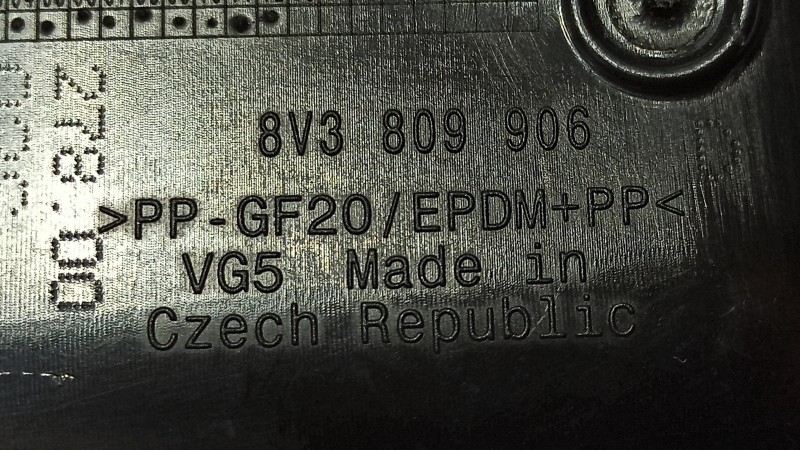 8V3 809 906
>PP-GF20/EPDM+PP<
VG5 Made in
Czech Republic